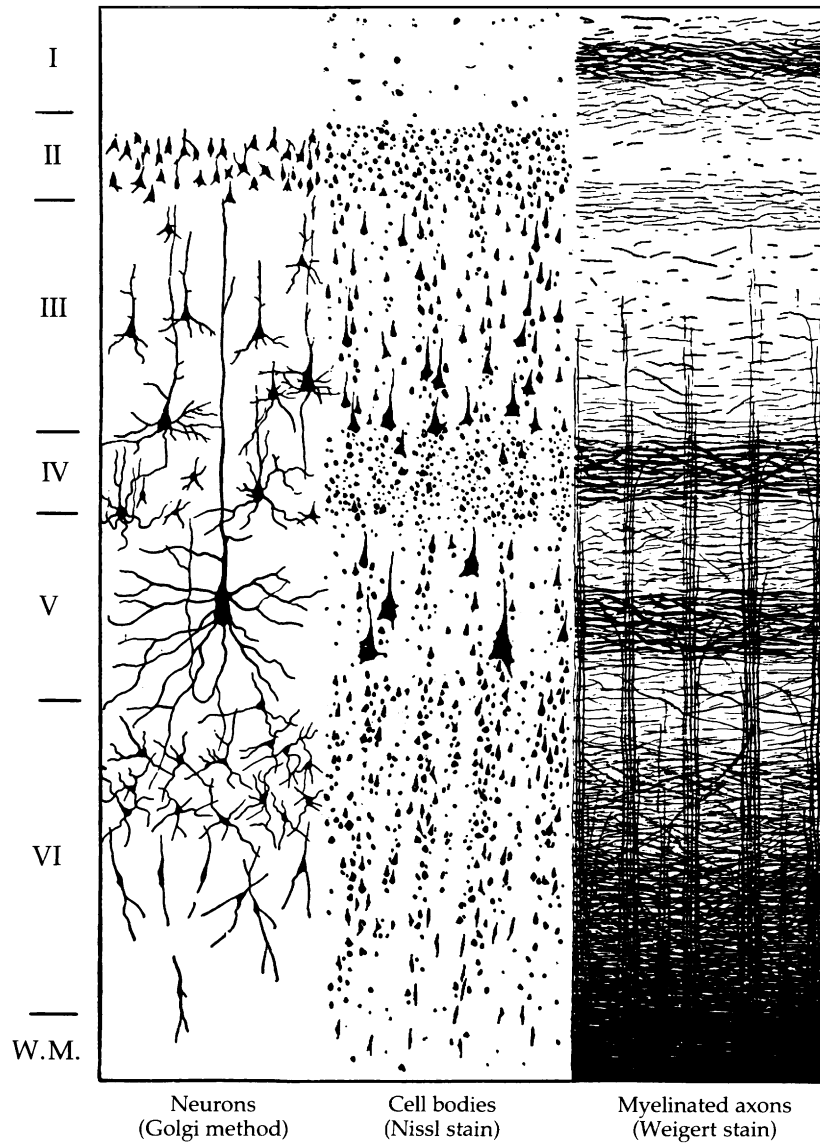 I
II
III
IV
V
VI
W.M.
Neurons
(Golgi method)
Cell bodies
(Nissl stain)
Myelinated axons
(Weigert stain)